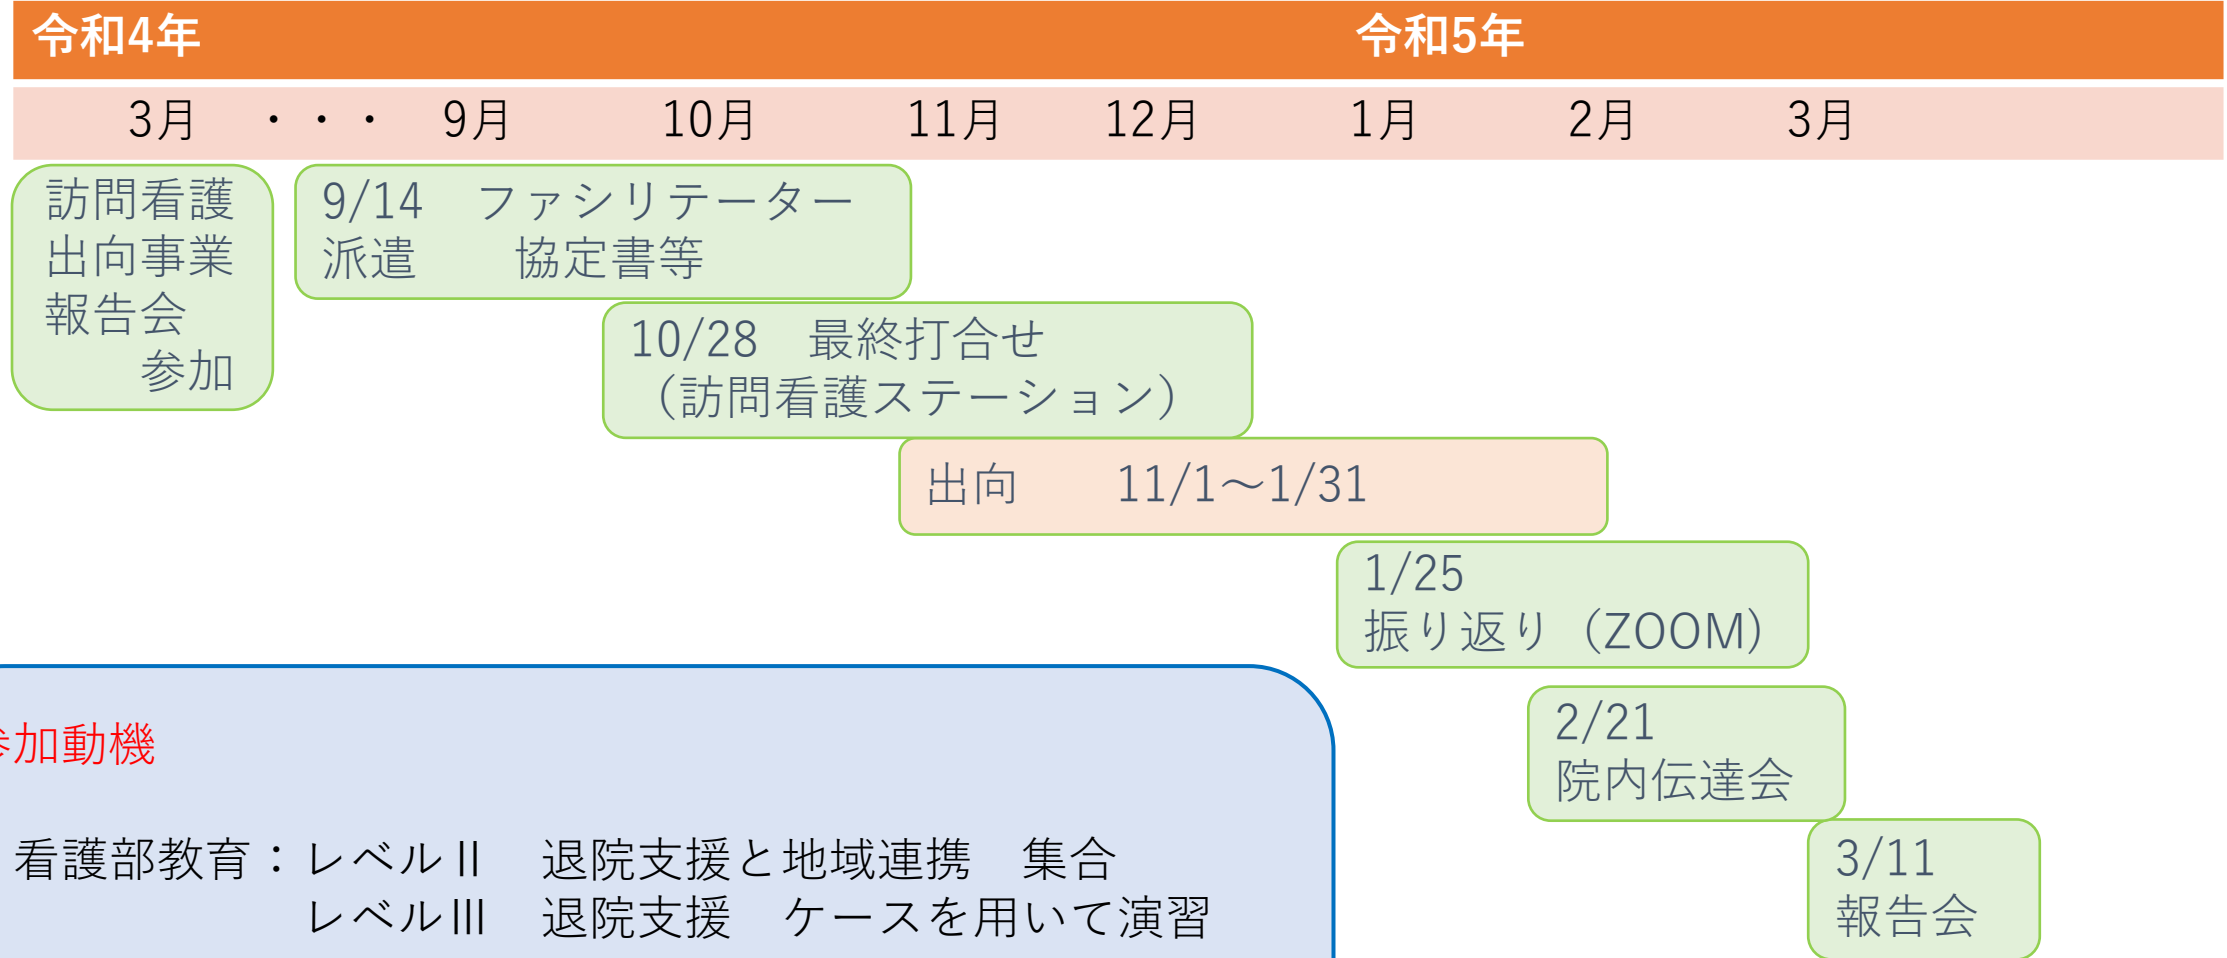 令和4年　令和5年
3月　・・・　9月　10月　11月　12月　1月　2月　3月
訪問看護
出向事業
報告会
参加
9/14　ファシリテーター
派遣　協定書等
10/28　最終打合せ
（訪問看護ステーション）
出向　11/1～1/31
1/25
振り返り（ZOOM)
2/21
院内伝達会
3/11
報告会
参加動機
看護部教育：レベルⅡ　退院支援と地域連携　集合
レベルⅢ　退院支援　ケースを用いて演習